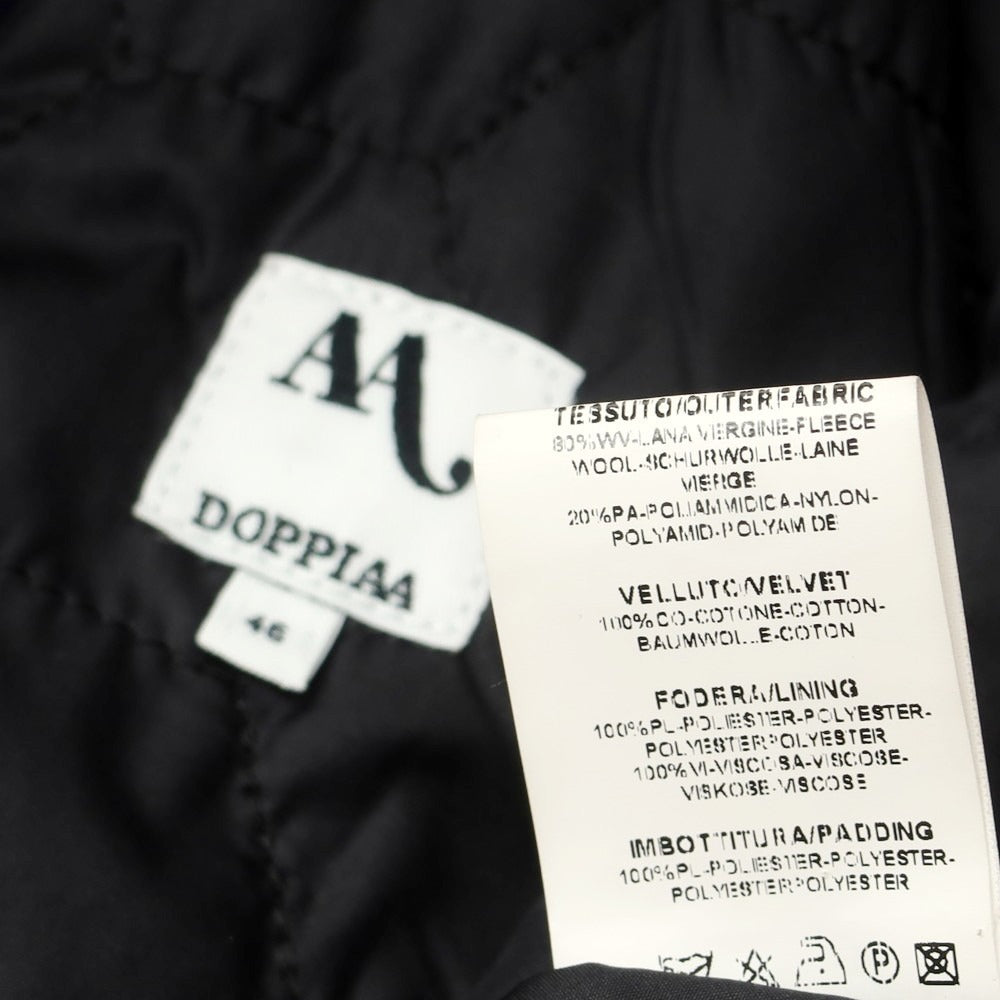 AA
DOPPIAA
46
TESSUTO/OUTERFABRIC
80%WV-LANA VERGINE-FLEECE
WOOL-SCHURWOLLE-LAINE
VIERGE
20%PA-POLIAMMIDICA-NYLON-
POLYAMID-POLYAMIDE
VELLUTO/VELVET
100%CO-COTONE-COTTON-
BAUMWOLLE-COTON
FODERA/LINING
100%PL-POLIESTER-POLYESTER-
POLYESTER-POLYESTER
100%VI-VISCOSA-VISCOSE-
VISKOSE-VISCOSE
IMBOTTITURA/PADDING
100%PL-POLIESTER-POLYESTER-
POLYESTER-POLYESTER
P